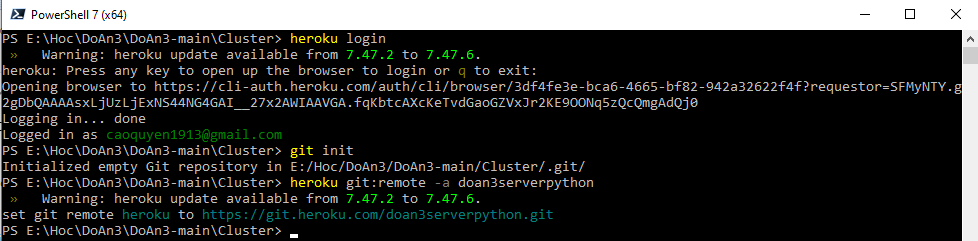 PowerShell 7 (x64)
PS E:\Hoc\DoAn3\DoAn3-main\Cluster> heroku login
» Warning: heroku update available from 7.47.2 to 7.47.6.
heroku: Press any key to open up the browser to login or q to exit:
Opening browser to https://cli-auth.heroku.com/auth/cli/browser/3df4fe3e-bca6-4665-bf82-942a32622f4f?requestor=SFMyNTY.g
2gDbQAAAAsxLjUzLjExNS44NG4GAI__27x2AWIAAVGA.fqKbtcAXcKeTvdGaoGZVxJr2KE9OONq5zQcQmgAdQj0
Logging in... done
Logged in as caoquyen1913@gmail.com
PS E:\Hoc\DoAn3\DoAn3-main\Cluster> git init
Initialized empty Git repository in E:/Hoc/DoAn3/DoAn3-main/Cluster/.git/
PS E:\Hoc\DoAn3\DoAn3-main\Cluster> heroku git:remote -a doan3serverpython
» Warning: heroku update available from 7.47.2 to 7.47.6.
set git remote heroku to https://git.heroku.com/doan3serverpython.git
PS E:\Hoc\DoAn3\DoAn3-main\Cluster>